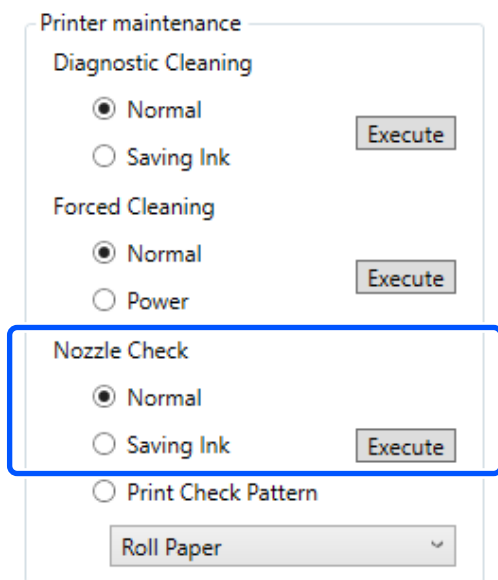 Printer maintenance
Diagnostic Cleaning
Normal
Execute
Saving Ink
Forced Cleaning
Normal
Execute
Power
Nozzle Check
Normal
Saving Ink
Execute
Print Check Pattern
Roll Paper